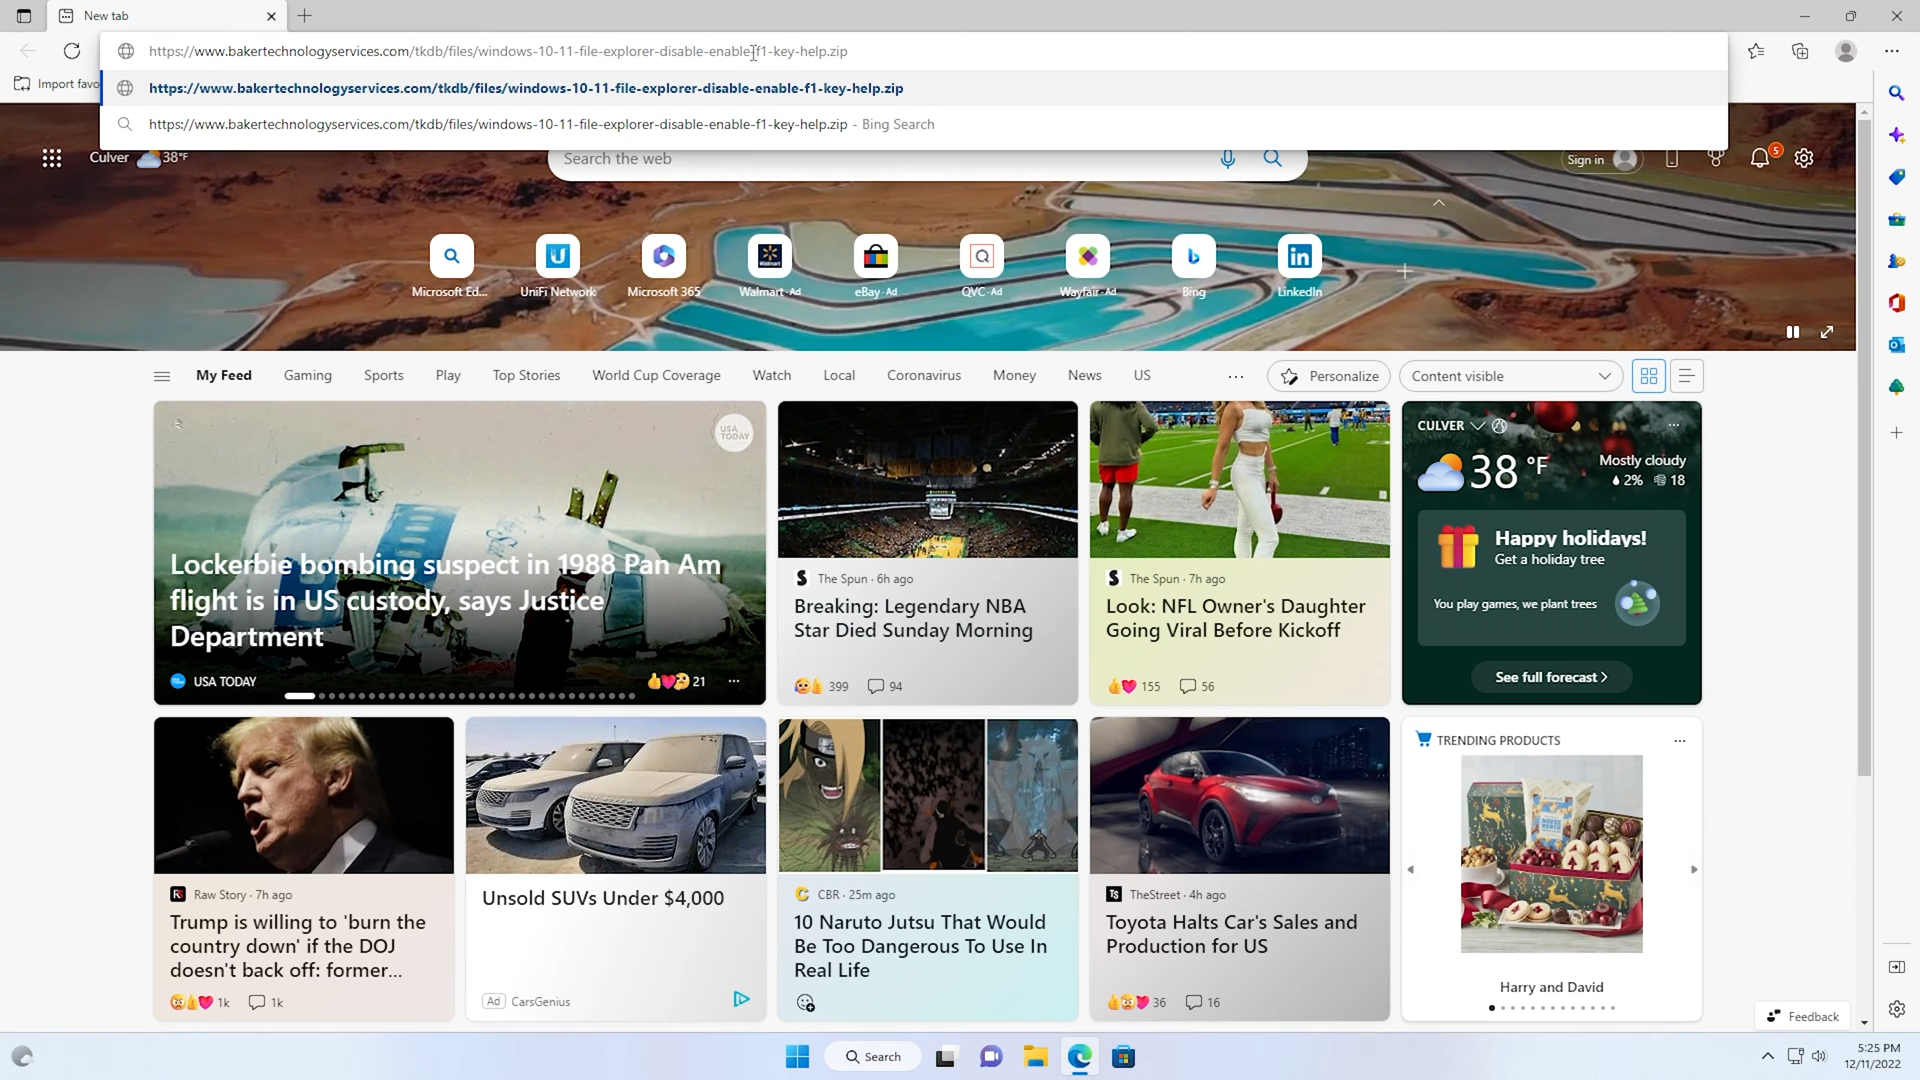 New tab
https://www.bakertechnologyservices.com/tkdb/files/windows-10-11-file-explorer-disable-enable-f1-key-help.zip
Import favo
https://www.bakertechnologyservices.com/tkdb/files/windows-10-11-file-explorer-disable-enable-f1-key-help.zip
https://www.bakertechnologyservices.com/tkdb/files/windows-10-11-file-explorer-disable-enable-f1-key-help.zip - Bing Search
Culver 38°F
Search the web
Sign in
5
Microsoft Ed...
UniFi Network
Microsoft 365
Walmart · Ad
eBay · Ad
QVC · Ad
Wayfair · Ad
Bing
LinkedIn
My Feed Gaming Sports Play Top Stories World Cup Coverage Watch Local Coronavirus Money News US ... Personalize Content visible
USA TODAY
Lockerbie bombing suspect in 1988 Pan Am
flight is in US custody, says Justice
Department
USA TODAY
21
The Spun · 6h ago
Breaking: Legendary NBA
Star Died Sunday Morning
399 94
The Spun · 7h ago
Look: NFL Owner's Daughter
Going Viral Before Kickoff
155 56
CULVER
38 °F
Mostly cloudy
2% 18
Happy holidays!
Get a holiday tree
You play games, we plant trees
See full forecast
Raw Story · 7h ago
Trump is willing to 'burn the
country down' if the DOJ
doesn't back off: former...
1k 1k
Unsold SUVs Under $4,000
Ad CarsGenius
CBR · 25m ago
10 Naruto Jutsu That Would
Be Too Dangerous To Use In
Real Life
TheStreet · 4h ago
Toyota Halts Car's Sales and
Production for US
36 16
TRENDING PRODUCTS
Harry and David
Feedback
Search
5:25 PM
12/11/2022